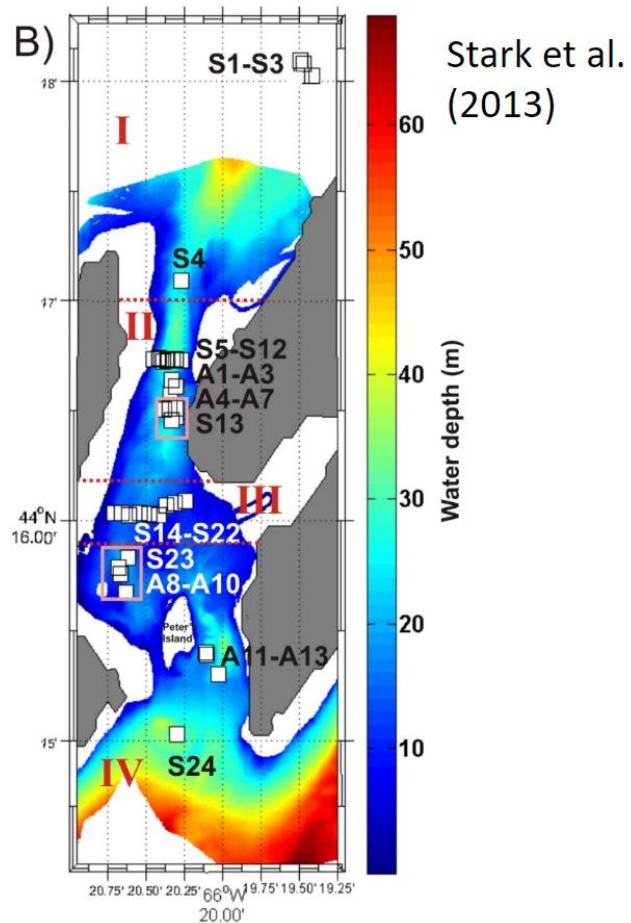 B)
Stark et al.
(2013)
S1-S3
18'
I
60
S4
17'
50
II
S5-S12
A1-A3
A4-A7
S13
40
Water depth (m)
III
44°N
16.00'
S14-S22
30
S23
A8-A10
Peter'
Island
20
A11-A13
15'
S24
10
IV
20.75' 20.50' 20.25' 66°W 19.75' 19.50' 19.25'
20.00'